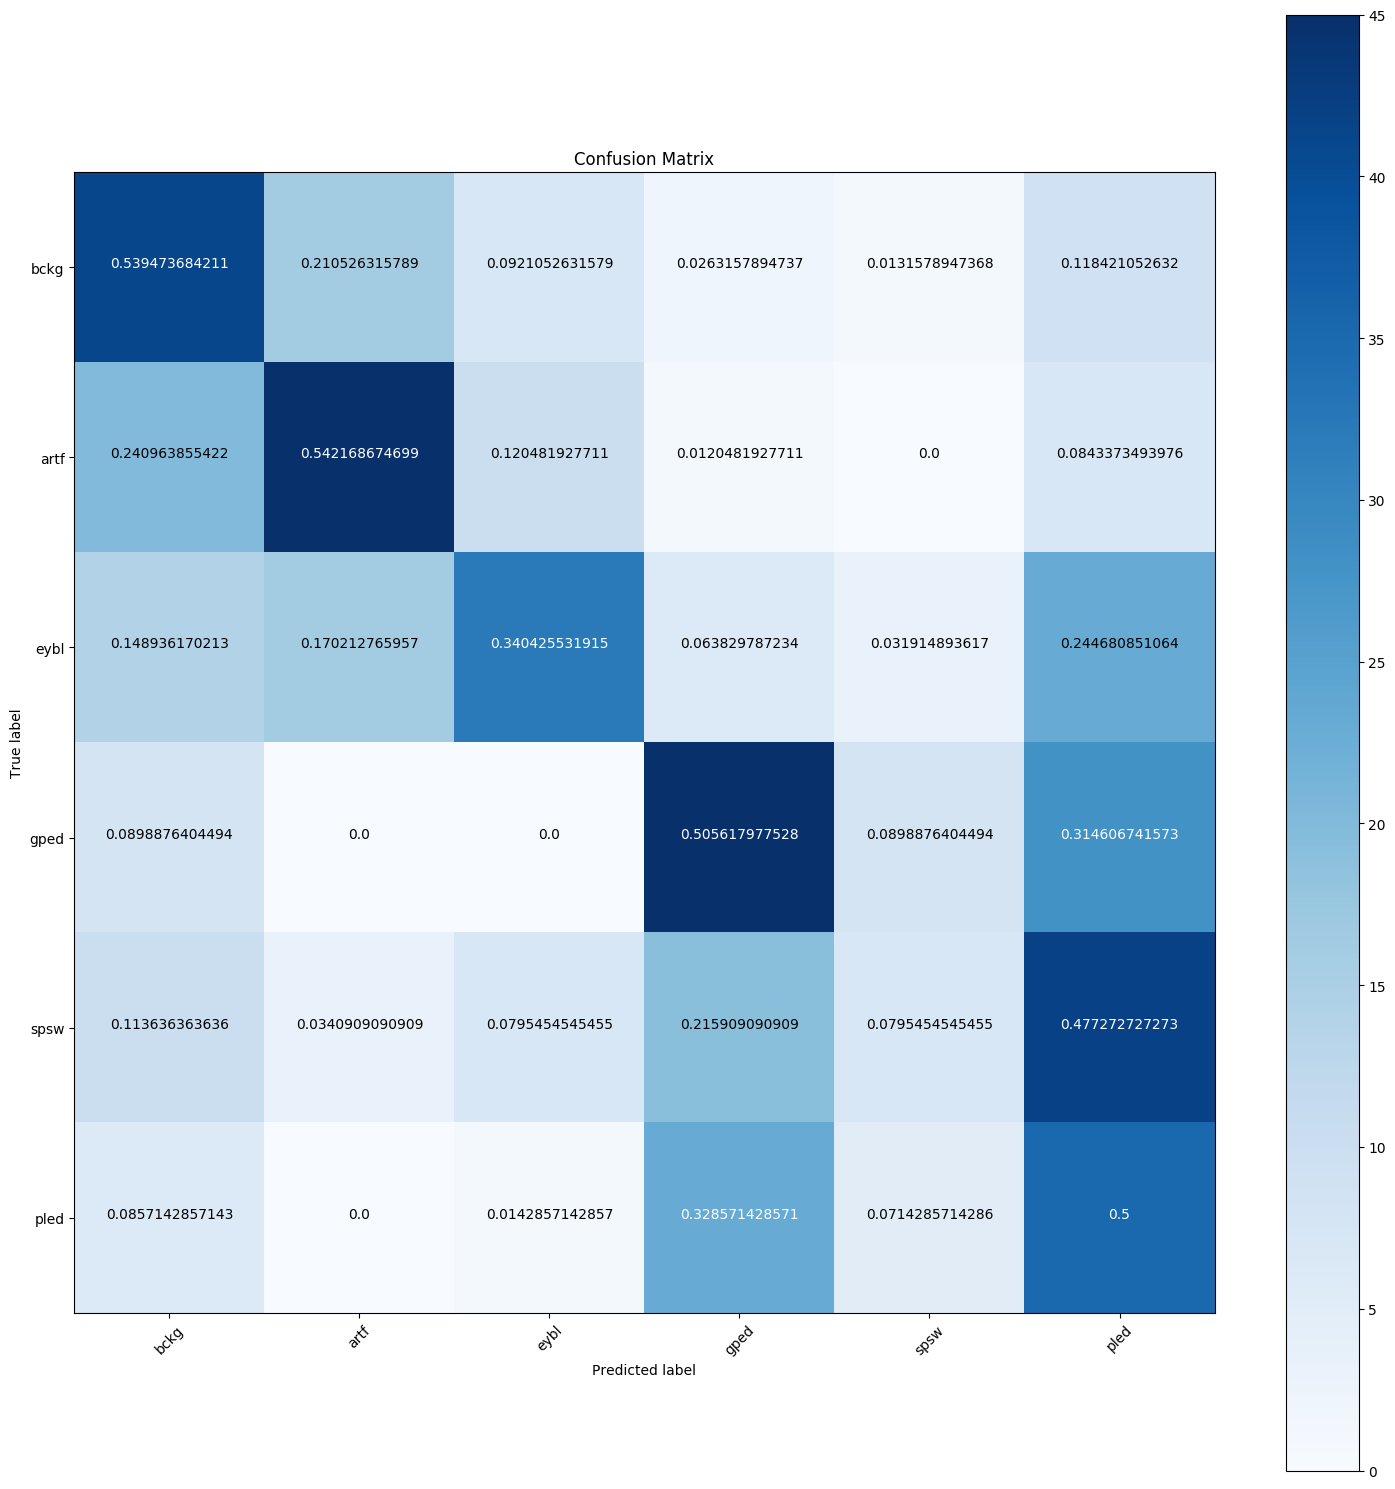 Confusion Matrix
bckg 0.539473684211 0.210526315789 0.0921052631579 0.0263157894737 0.0131578947368 0.118421052632
artf 0.240963855422 0.542168674699 0.120481927711 0.0120481927711 0.0 0.0843373493976
eybl 0.148936170213 0.170212765957 0.340425531915 0.063829787234 0.031914893617 0.244680851064
gped 0.0898876404494 0.0 0.0 0.505617977528 0.0898876404494 0.314606741573
spsw 0.113636363636 0.0340909090909 0.0795454545455 0.215909090909 0.0795454545455 0.477272727273
pled 0.0857142857143 0.0 0.0142857142857 0.328571428571 0.0714285714286 0.5
True label
bckg artf eybl gped spsw pled
Predicted label
45
40
35
30
25
20
15
10
5
0